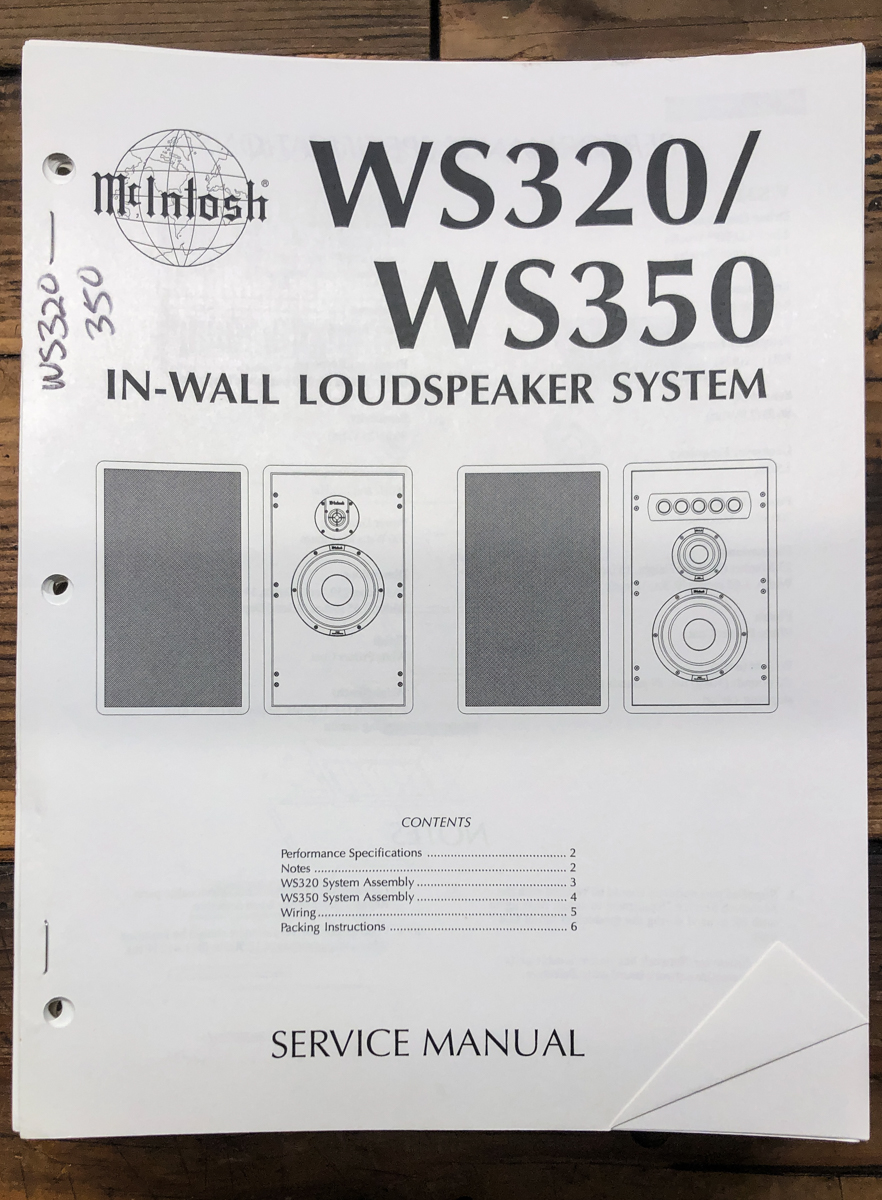 McIntosh®
WS320/
WS350
WS320—
350
IN-WALL LOUDSPEAKER SYSTEM
McIntosh
CONTENTS
Performance Specifications ........................................ 2
Notes ........................................................................ 2
WS320 System Assembly ........................................... 3
WS350 System Assembly ........................................... 4
Wiring....................................................................... 5
Packing Instructions .................................................. 6
SERVICE MANUAL